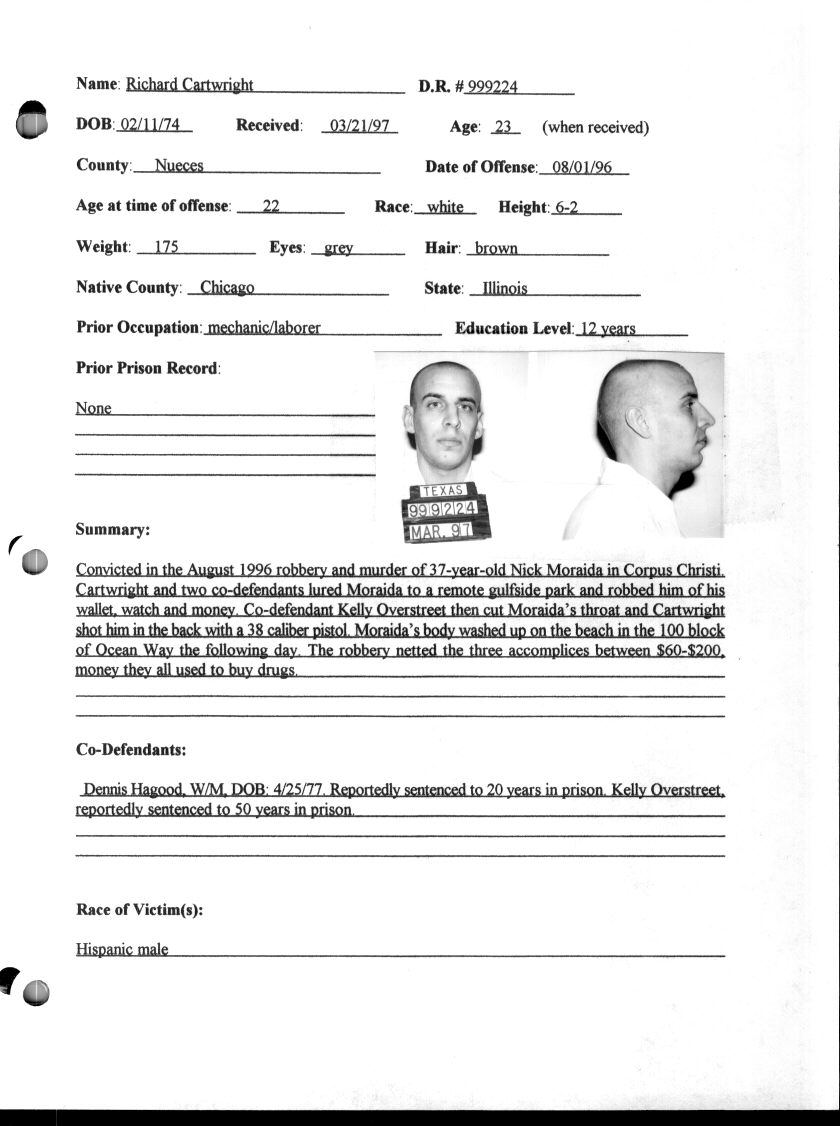 Name: Richard Cartwright D.R. # 999224
DOB: 02/11/74 Received: 03/21/97 Age: 23 (when received)
County: Nueces Date of Offense: 08/01/96
Age at time of offense: 22 Race: white Height: 6-2
Weight: 175 Eyes: grey Hair: brown
Native County: Chicago State: Illinois
Prior Occupation: mechanic/laborer Education Level: 12 years
Prior Prison Record:
None
TEXAS
999224
MAR. 97
Summary:
Convicted in the August 1996 robbery and murder of 37-year-old Nick Moraida in Corpus Christi.
Cartwright and two co-defendants lured Moraida to a remote gulfside park and robbed him of his
wallet, watch and money. Co-defendant Kelly Overstreet then cut Moraida's throat and Cartwright
shot him in the back with a 38 caliber pistol. Moraida's body washed up on the beach in the 100 block
of Ocean Way the following day. The robbery netted the three accomplices between $60-$200,
money they all used to buy drugs.
Co-Defendants:
Dennis Hagood, W/M, DOB: 4/25/77. Reportedly sentenced to 20 years in prison. Kelly Overstreet,
reportedly sentenced to 50 years in prison.
Race of Victim(s):
Hispanic male